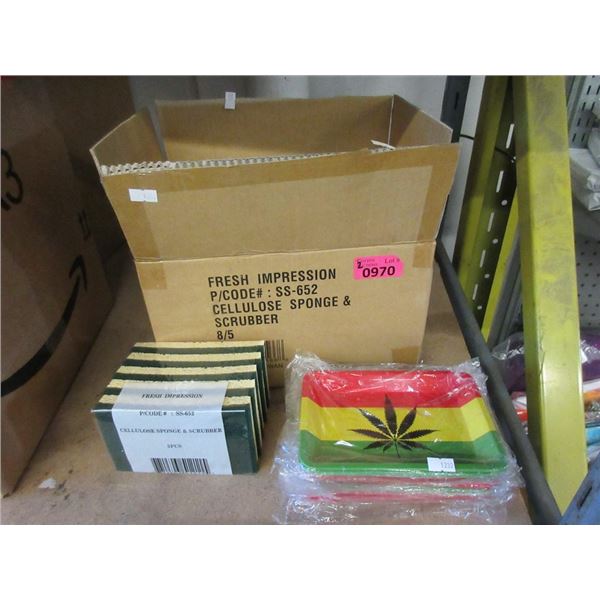 Lot #
2
0970
FRESH IMPRESSION
P/CODE# : SS-652
CELLULOSE SPONGE &
SCRUBBER
8/5
FRESH IMPRESSION
P/CODE # : SS-652
CELLULOSE SPONGE & SCRUBBER
5PCS